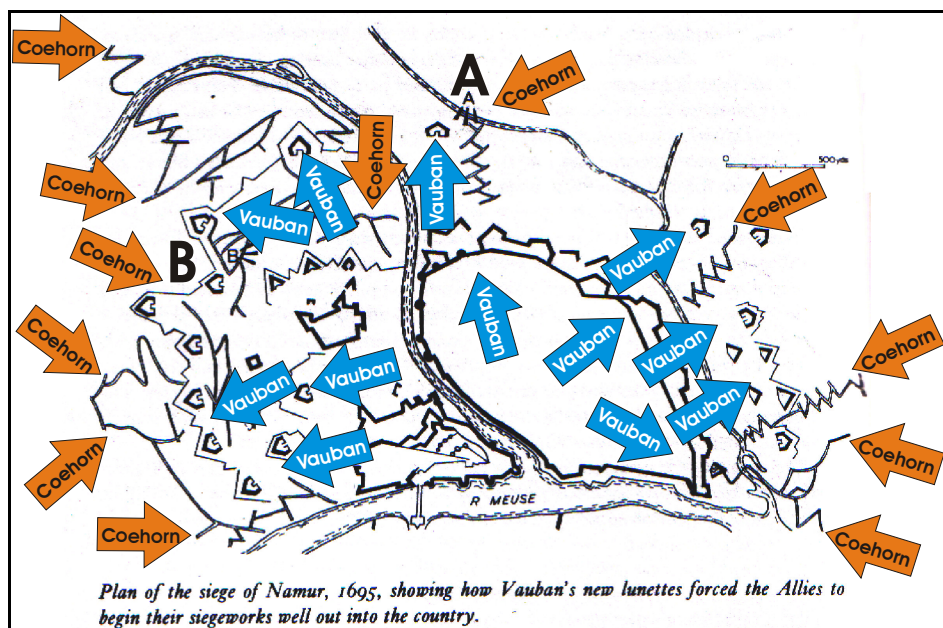 Coehorn
A
A
Coehorn
Coehorn
0 500 yds
Coehorn
Vauban
Vauban
Vauban
Coehorn
Coehorn
B
B
Vauban
Vauban
Coehorn
Vauban
Vauban
Coehorn
Vauban
Vauban
Vauban
Coehorn
Vauban
Vauban
Coehorn
Coehorn
Coehorn
R MEUSE
Coehorn
Plan of the siege of Namur, 1695, showing how Vauban's new lunettes forced the Allies to
begin their siegeworks well out into the country.